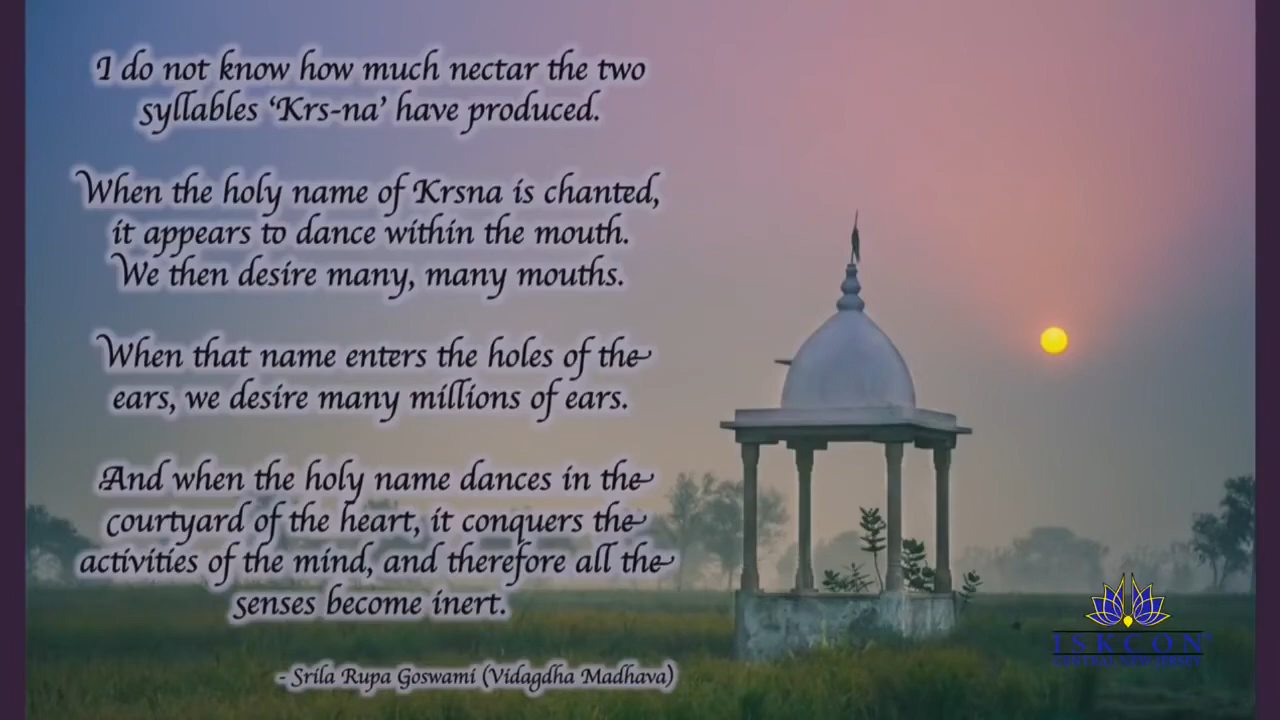 I do not know how much nectar the two
syllables ‘Krs-na’ have produced.
When the holy name of Krsna is chanted,
it appears to dance within the mouth.
We then desire many, many mouths.
When that name enters the holes of the
ears, we desire many millions of ears.
And when the holy name dances in the
courtyard of the heart, it conquers the
activities of the mind, and therefore all the
senses become inert.
- Srila Rupa Goswami (Vidagdha Madhava)
ISKCON
CENTRAL NEW JERSEY